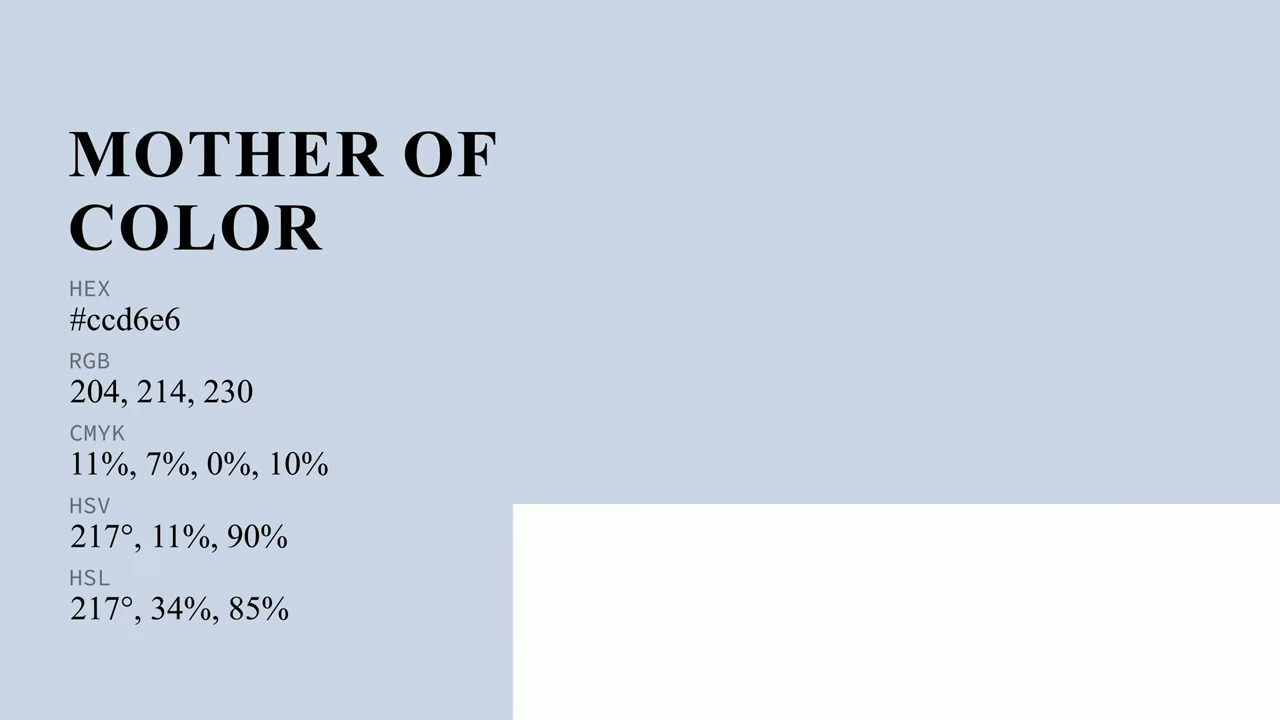 MOTHER OF
COLOR
HEX
#ccd6e6
RGB
204, 214, 230
CMYK
11%, 7%, 0%, 10%
HSV
217°, 11%, 90%
HSL
217°, 34%, 85%